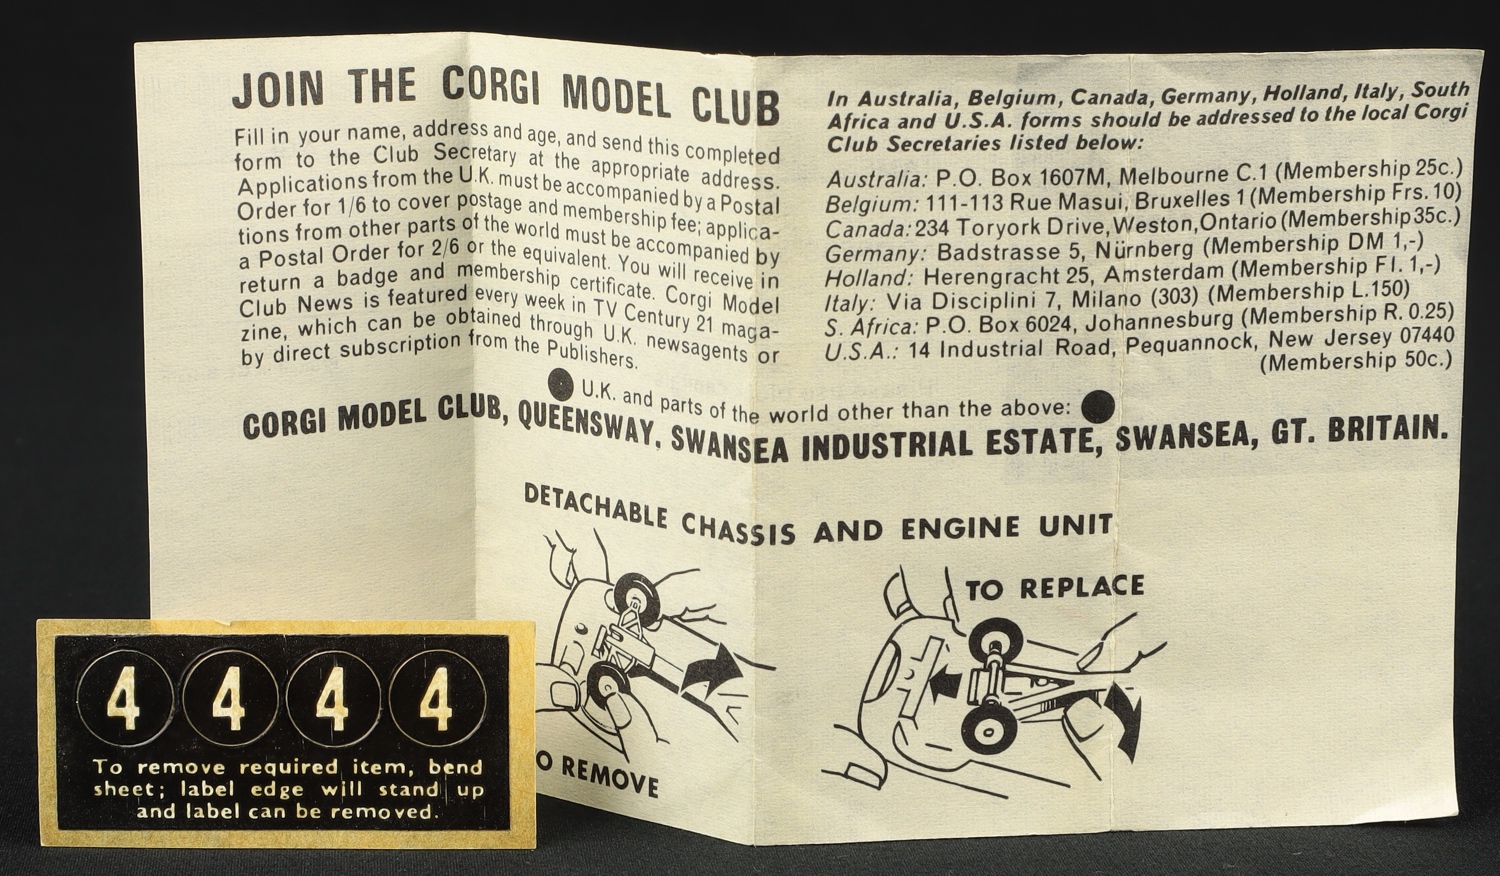 JOIN THE CORGI MODEL CLUB
Fill in your name, address and age, and send this completed
form to the Club Secretary at the appropriate address.
Applications from the U.K. must be accompanied by a Postal
Order for 1/6 to cover postage and membership fee; applica-
tions from other parts of the world must be accompanied by
a Postal Order for 2/6 or the equivalent. You will receive in
return a badge and membership certificate. Corgi Model
Club News is featured every week in TV Century 21 maga-
zine, which can be obtained through U.K. newsagents or
by direct subscription from the Publishers.
In Australia, Belgium, Canada, Germany, Holland, Italy, South
Africa and U.S.A. forms should be addressed to the local Corgi
Club Secretaries listed below:
Australia: P.O. Box 1607M, Melbourne C.1 (Membership 25c.)
Belgium: 111-113 Rue Masui, Bruxelles 1 (Membership Frs. 10)
Canada: 234 Toryork Drive, Weston, Ontario (Membership 35c.)
Germany: Badstrasse 5, Nürnberg (Membership DM 1,-)
Holland: Herengracht 25, Amsterdam (Membership Fl. 1,-)
Italy: Via Disciplini 7, Milano (303) (Membership L.150)
S. Africa: P.O. Box 6024, Johannesburg (Membership R. 0.25)
U.S.A.: 14 Industrial Road, Pequannock, New Jersey 07440
(Membership 50c.)
U.K. and parts of the world other than the above:
CORGI MODEL CLUB, QUEENSWAY, SWANSEA INDUSTRIAL ESTATE, SWANSEA, GT. BRITAIN.
DETACHABLE CHASSIS AND ENGINE UNIT
TO REPLACE
O REMOVE
4 4 4 4
To remove required item, bend
sheet; label edge will stand up
and label can be removed.